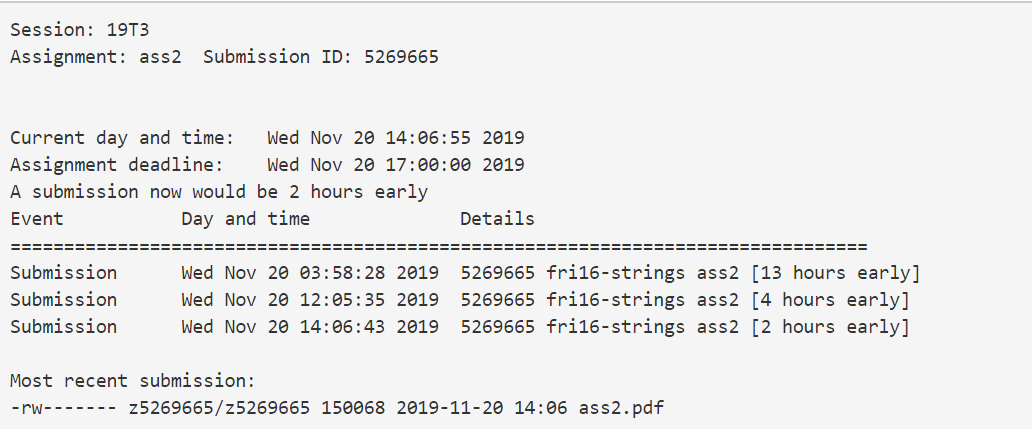 Session: 19T3
Assignment: ass2  Submission ID: 5269665
Current day and time:   Wed Nov 20 14:06:55 2019
Assignment deadline:    Wed Nov 20 17:00:00 2019
A submission now would be 2 hours early
Event           Day and time              Details
================================================================================
Submission      Wed Nov 20 03:58:28 2019  5269665 fri16-strings ass2 [13 hours early]
Submission      Wed Nov 20 12:05:35 2019  5269665 fri16-strings ass2 [4 hours early]
Submission      Wed Nov 20 14:06:43 2019  5269665 fri16-strings ass2 [2 hours early]
Most recent submission:
-rw------- z5269665/z5269665 150068 2019-11-20 14:06 ass2.pdf